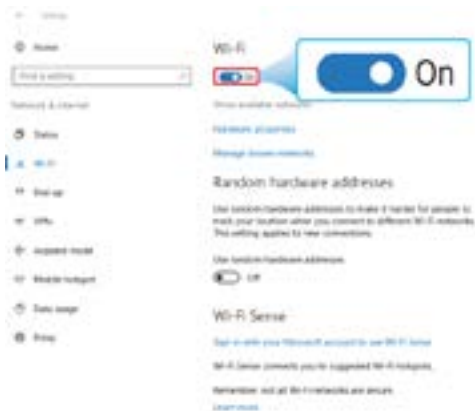 Home
Find a setting
Network & Internet
Status
Wi-Fi
Dial-up
VPN
Airplane mode
Mobile hotspot
Data usage
Proxy
Wi-Fi
On
On
Show available networks
Hardware properties
Manage known networks
Random hardware addresses
Use random hardware addresses to make it harder for people to
track your location when you connect to different Wi-Fi networks.
This setting applies to new connections.
Use random hardware addresses
Off
Wi-Fi Sense
Sign in with your Microsoft account to use Wi-Fi Sense
Wi-Fi Sense connects you to suggested Wi-Fi hotspots.
Remember, not all Wi-Fi networks are secure.
Learn more